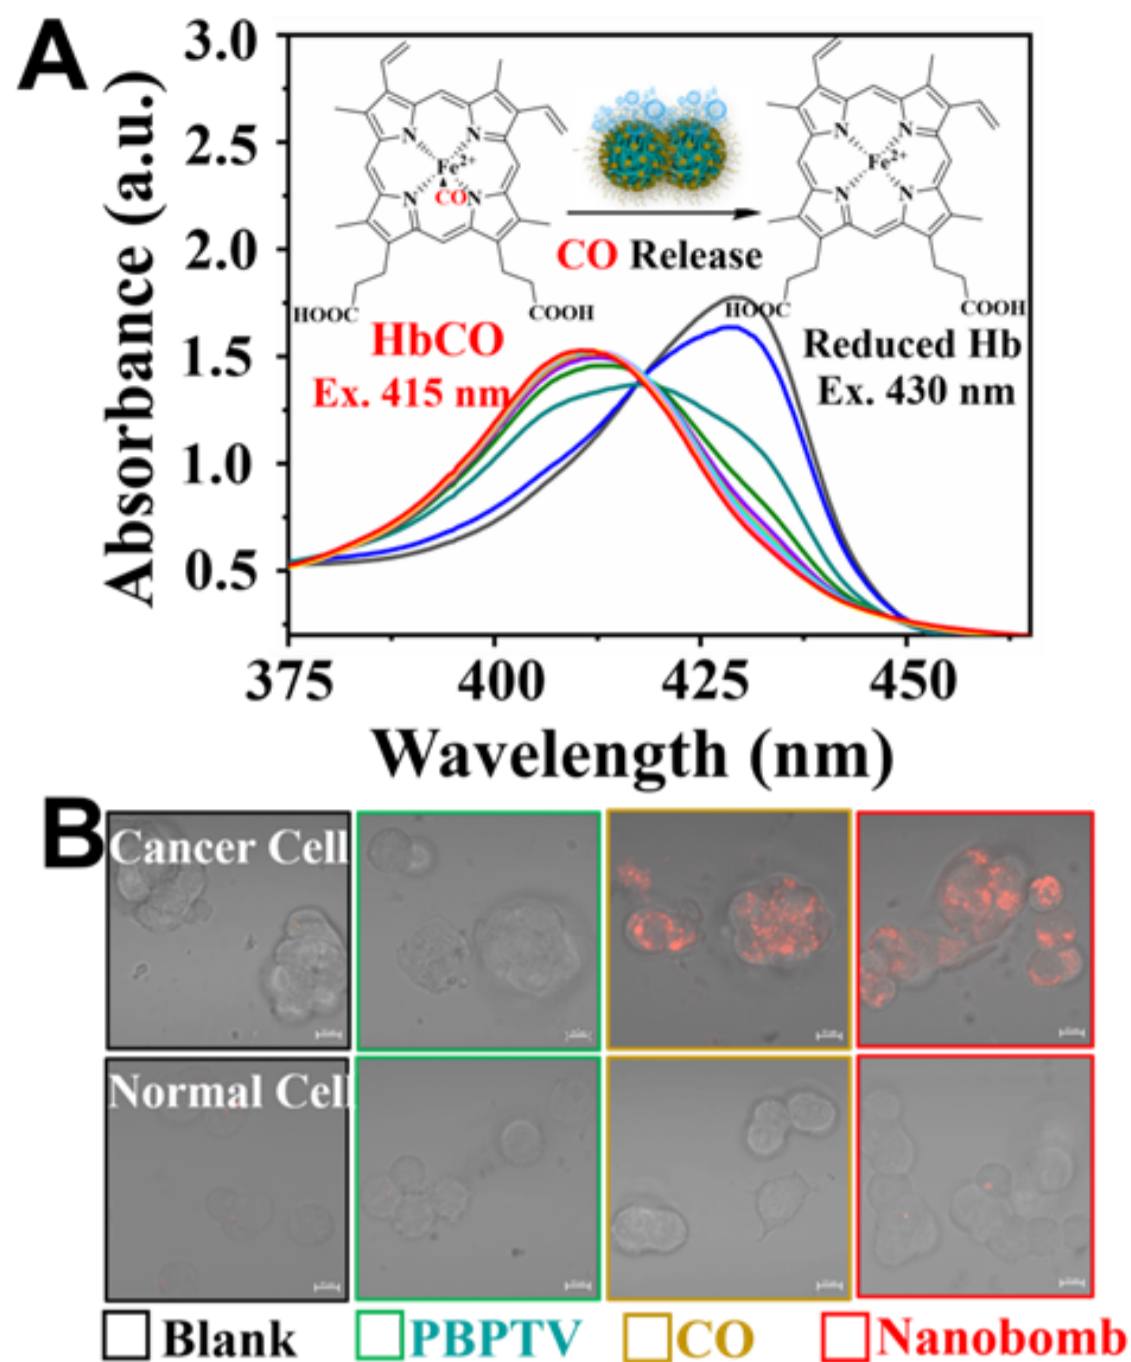 A
Absorbance (a.u.)
3.0
2.5
2.0
1.5
1.0
0.5
N
N
N
N
Fe2+
CO
HOOC
COOH
HbCO
Ex. 415 nm
CO Release
N
N
N
N
Fe2+
HOOC
COOH
Reduced Hb
Ex. 430 nm
375
400
425
450
Wavelength (nm)
B
Cancer Cell
Normal Cell
Blank
PBPTV
CO
Nanobomb